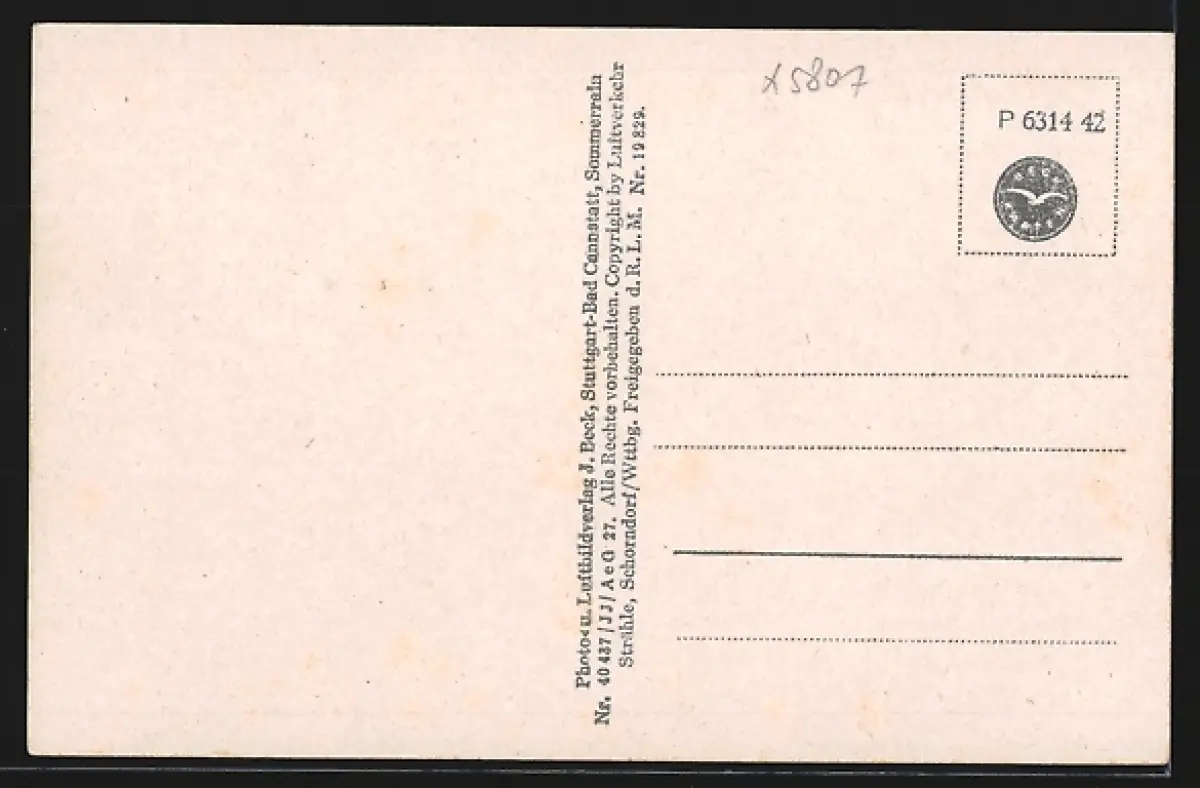 x5807
P 6314 42
Photo- u. Luftbildverlag J. Beck, Stuttgart-Bad Cannstatt, Sommerrain
Nr. 40 437 / JJ / A e O 27. Alle Rechte vorbehalten. Copyright by Luftverkehr
Strähle, Schorndorf/Wttbg. Freigegeben d. R. L. M. Nr. 19 829.